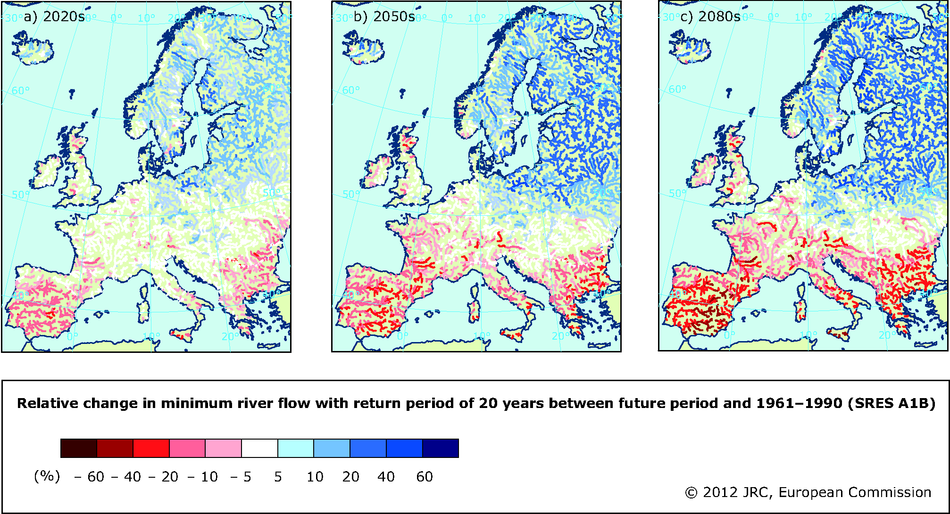 a) 2020s
b) 2050s
c) 2080s
Relative change in minimum river flow with return period of 20 years between future period and 1961–1990 (SRES A1B)
(%) – 60 – 40 – 20 – 10 – 5 5 10 20 40 60
© 2012 JRC, European Commission